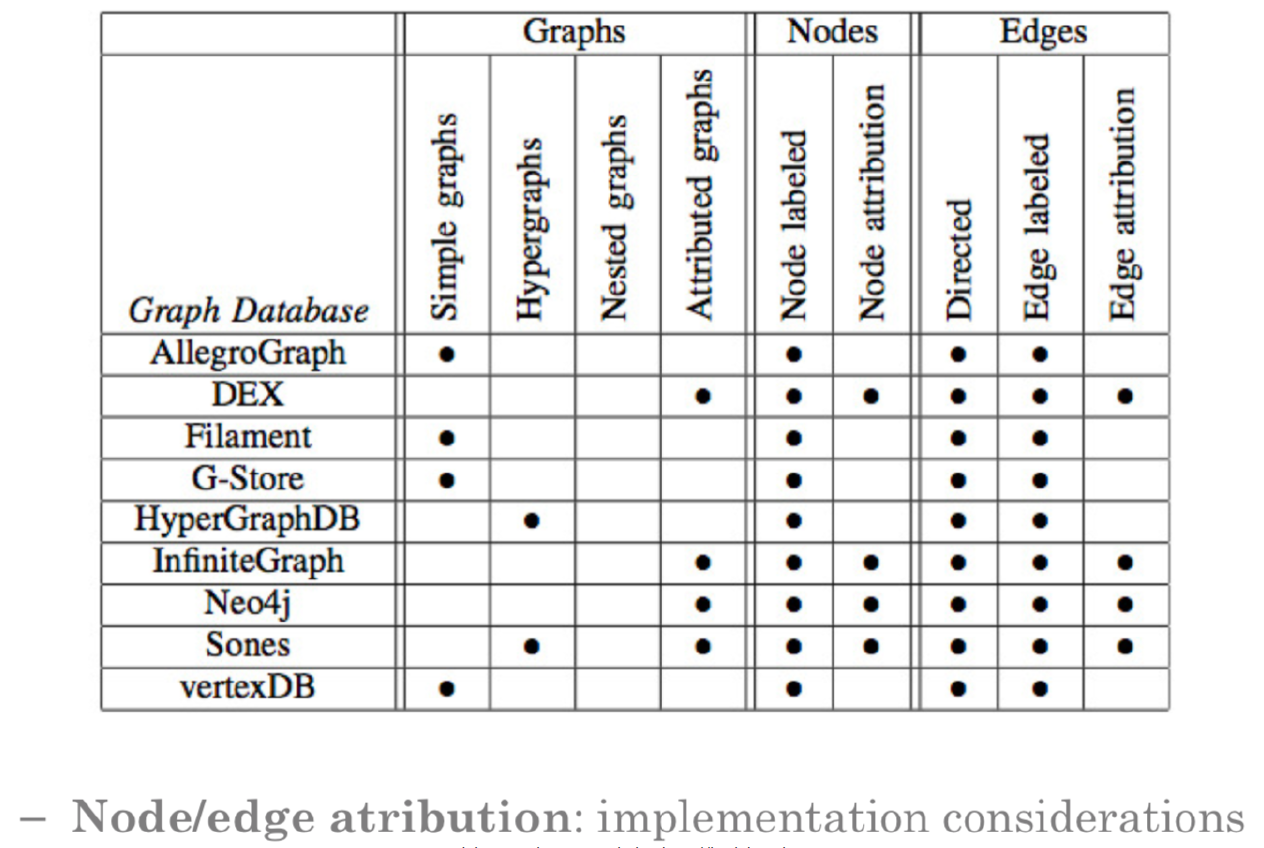 Graphs Nodes Edges
Graph Database Simple graphs Hypergraphs Nested graphs Attributed graphs Node labeled Node attribution Directed Edge labeled Edge attribution
AllegroGraph • • • •
DEX • • • • • •
Filament • • • •
G-Store • • • •
HyperGraphDB • • • •
InfiniteGraph • • • • • •
Neo4j • • • • • •
Sones • • • • • • •
vertexDB • • • •
– Node/edge atribution: implementation considerations